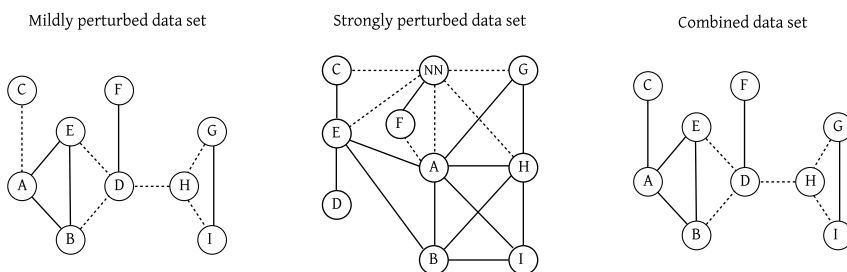 Mildly perturbed data set
Strongly perturbed data set
Combined data set
C
F
E
G
A
D
H
B
I
C
NN
G
F
E
A
H
D
B
I
C
F
E
G
A
D
H
B
I